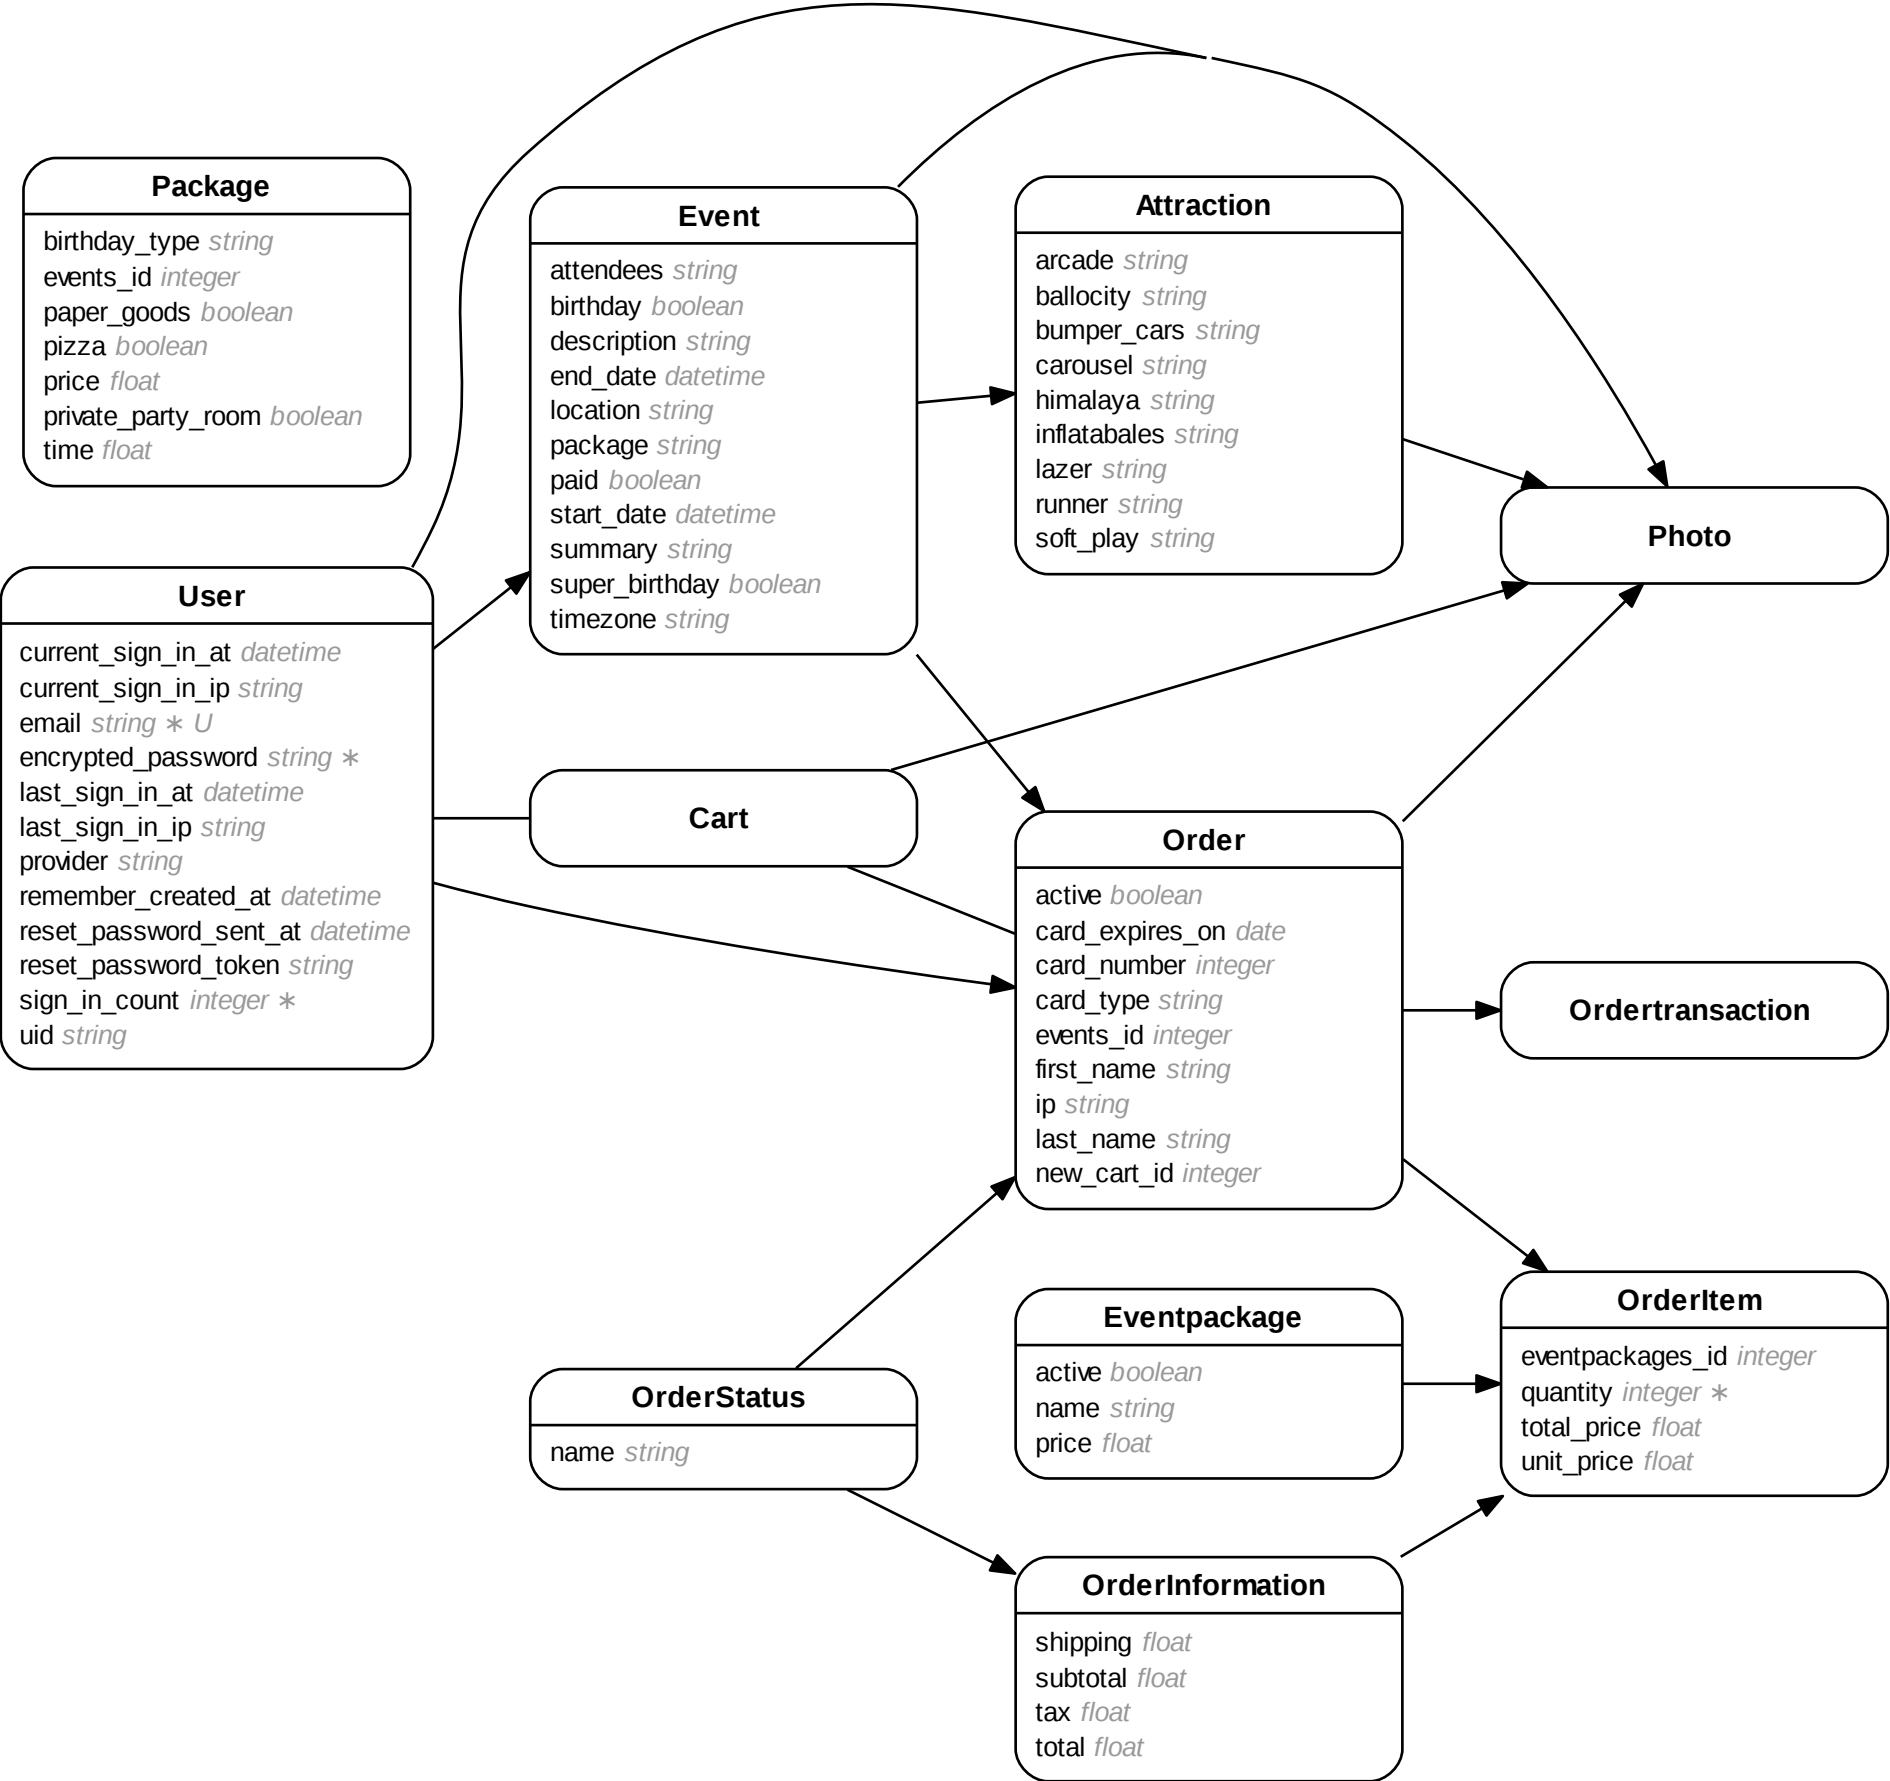 Package
birthday_type string
events_id integer
paper_goods boolean
pizza boolean
price float
private_party_room boolean
time float
Event
attendees string
birthday boolean
description string
end_date datetime
location string
package string
paid boolean
start_date datetime
summary string
super_birthday boolean
timezone string
Attraction
arcade string
ballocity string
bumper_cars string
carousel string
himalaya string
inflatabales string
lazer string
runner string
soft_play string
Photo
User
current_sign_in_at datetime
current_sign_in_ip string
email string ∗ U
encrypted_password string ∗
last_sign_in_at datetime
last_sign_in_ip string
provider string
remember_created_at datetime
reset_password_sent_at datetime
reset_password_token string
sign_in_count integer ∗
uid string
Cart
Order
active boolean
card_expires_on date
card_number integer
card_type string
events_id integer
first_name string
ip string
last_name string
new_cart_id integer
Ordertransaction
OrderStatus
name string
Eventpackage
active boolean
name string
price float
OrderItem
eventpackages_id integer
quantity integer ∗
total_price float
unit_price float
OrderInformation
shipping float
subtotal float
tax float
total float